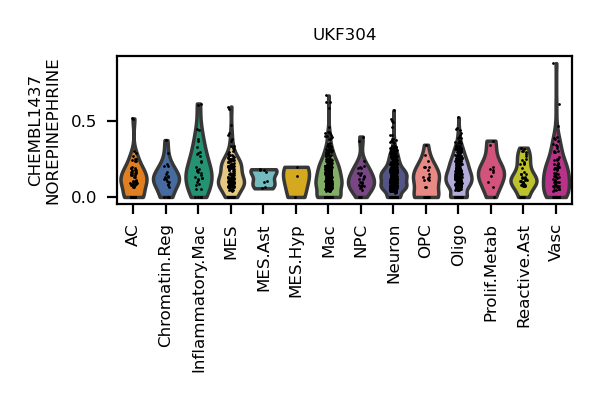 UKF304
CHEMBL1437
NOREPINEPHRINE
0.5
0.0
AC
Chromatin.Reg
Inflammatory.Mac
MES
MES.Ast
MES.Hyp
Mac
NPC
Neuron
OPC
Oligo
Prolif.Metab
Reactive.Ast
Vasc